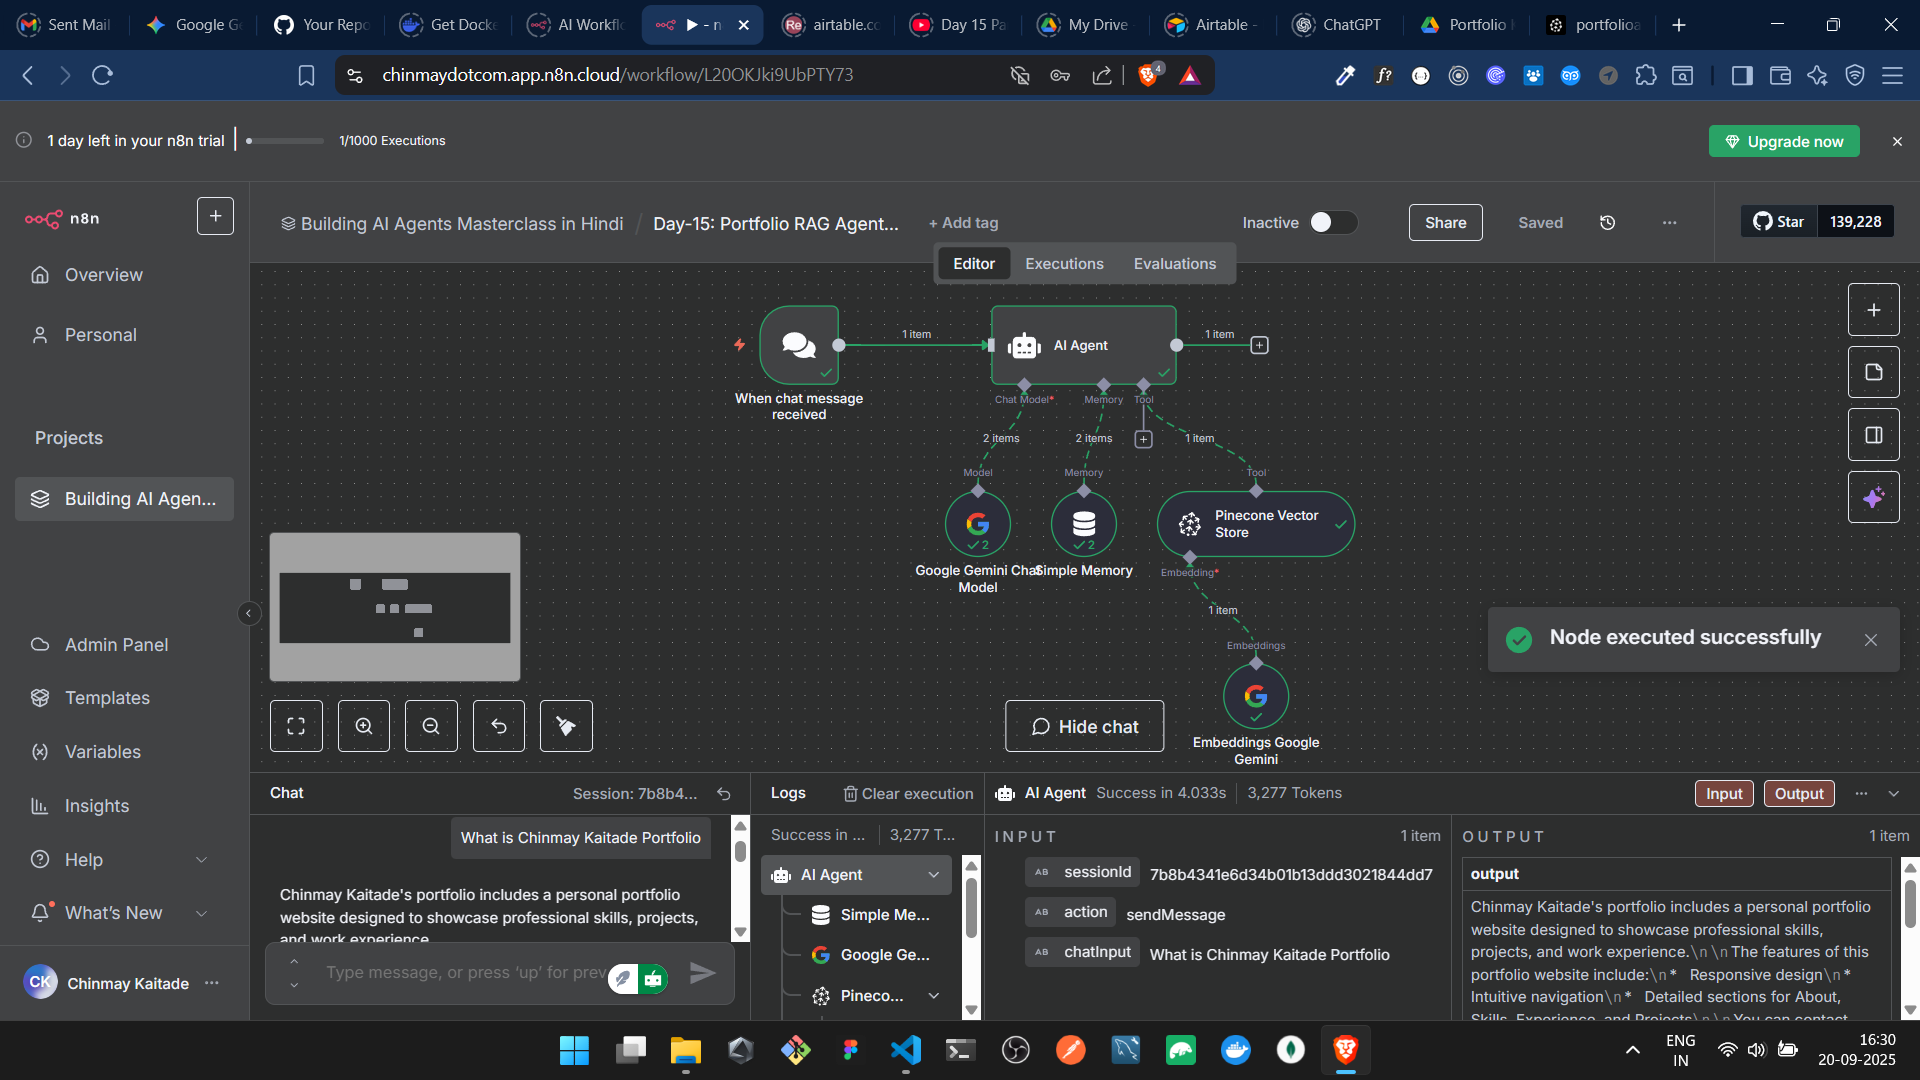 Sent Mail
Google Ge
Your Repo
Get Docke
AI Workflo
- n
airtable.co
Day 15 Pa
My Drive
Airtable -
ChatGPT
Portfolio
portfolioa
chinmaydotcom.app.n8n.cloud/workflow/L20OKJki9UbPTY73
4
1 day left in your n8n trial
1/1000 Executions
Upgrade now
n8n
Building AI Agents Masterclass in Hindi / Day-15: Portfolio RAG Agent...
+ Add tag
Inactive
Share
Saved
Star
139,228
Editor
Executions
Evaluations
Overview
Personal
Projects
Building AI Agen...
Admin Panel
Templates
Variables
Insights
Help
What's New
CK
Chinmay Kaitade
When chat message
received
1 item
AI Agent
1 item
Chat Model*
Memory
Tool
2 items
2 items
1 item
Model
Memory
Tool
2
2
Pinecone Vector
Store
Google Gemini Chat
Model
Simple Memory
Embedding*
1 item
Embeddings
Embeddings Google
Gemini
Node executed successfully
Hide chat
Chat
Session: 7b8b4...
What is Chinmay Kaitade Portfolio
Chinmay Kaitade's portfolio includes a personal portfolio
website designed to showcase professional skills, projects,
and work experience.
Type message, or press 'up' for prev
Logs
Clear execution
Success in ...
3,277 T...
AI Agent
Simple Me...
Google Ge...
Pineco...
AI Agent
Success in 4.033s
3,277 Tokens
Input
Output
INPUT
1 item
AB sessionId 7b8b4341e6d34b01b13ddd3021844dd7
AB action sendMessage
AB chatInput What is Chinmay Kaitade Portfolio
OUTPUT
1 item
output
Chinmay Kaitade's portfolio includes a personal portfolio
website designed to showcase professional skills,
projects, and work experience.\n\nThe features of this
portfolio website include:\n* Responsive design\n*
Intuitive navigation\n* Detailed sections for About,
Skills, Experience, and Projects\n\nYou can contact
ENG
IN
16:30
20-09-2025